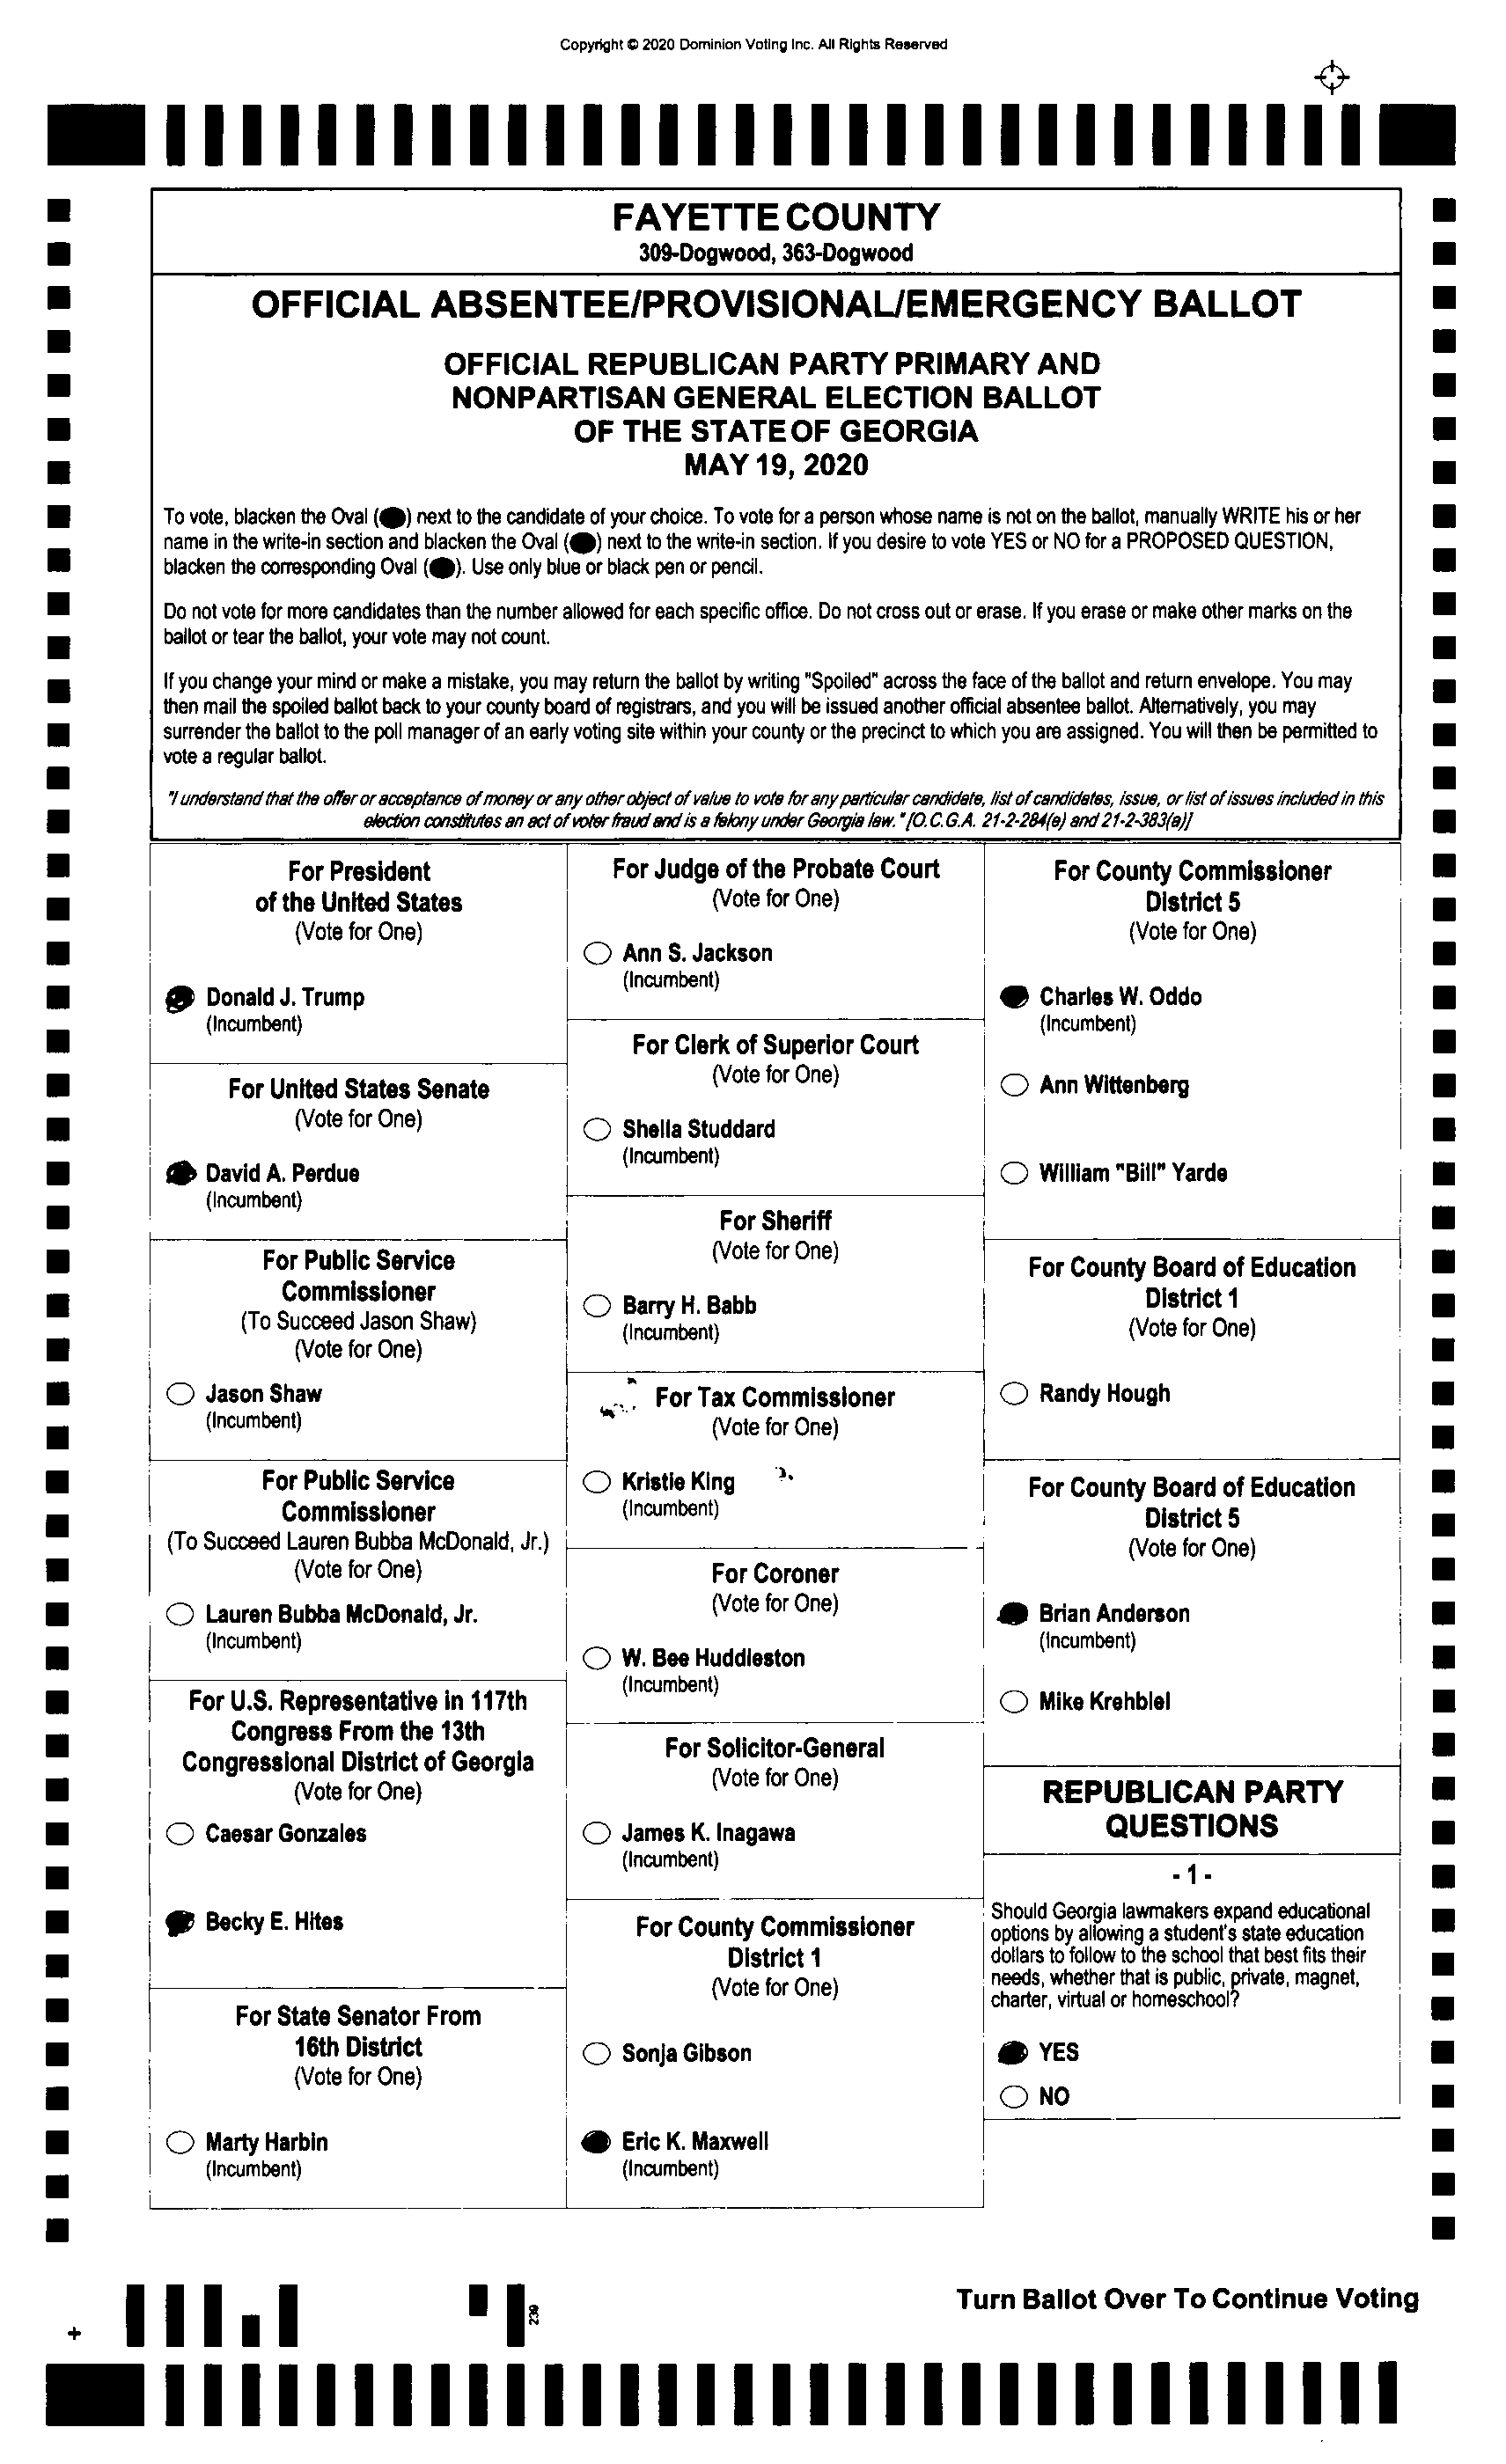 Copyright © 2020 Dominion Voting Inc. All Rights Reserved
FAYETTE COUNTY
309-Dogwood, 363-Dogwood
OFFICIAL ABSENTEE/PROVISIONAL/EMERGENCY BALLOT
OFFICIAL REPUBLICAN PARTY PRIMARY AND
NONPARTISAN GENERAL ELECTION BALLOT
OF THE STATE OF GEORGIA
MAY 19, 2020
To vote, blacken the Oval (⬬) next to the candidate of your choice. To vote for a person whose name is not on the ballot, manually WRITE his or her
name in the write-in section and blacken the Oval (⬬) next to the write-in section. If you desire to vote YES or NO for a PROPOSED QUESTION,
blacken the corresponding Oval (⬬). Use only blue or black pen or pencil.
Do not vote for more candidates than the number allowed for each specific office. Do not cross out or erase. If you erase or make other marks on the
ballot or tear the ballot, your vote may not count.
If you change your mind or make a mistake, you may return the ballot by writing "Spoiled" across the face of the ballot and return envelope. You may
then mail the spoiled ballot back to your county board of registrars, and you will be issued another official absentee ballot. Alternatively, you may
surrender the ballot to the poll manager of an early voting site within your county or the precinct to which you are assigned. You will then be permitted to
vote a regular ballot.
"I understand that the offer or acceptance of money or any other object of value to vote for any particular candidate, list of candidates, issue, or list of issues included in this
election constitutes an act of voter fraud and is a felony under Georgia law." [O.C.G.A. 21-2-284(e) and 21-2-383(a)]
For President
of the United States
(Vote for One)
Donald J. Trump
(Incumbent)
For United States Senate
(Vote for One)
David A. Perdue
(Incumbent)
For Public Service
Commissioner
(To Succeed Jason Shaw)
(Vote for One)
Jason Shaw
(Incumbent)
For Public Service
Commissioner
(To Succeed Lauren Bubba McDonald, Jr.)
(Vote for One)
Lauren Bubba McDonald, Jr.
(Incumbent)
For U.S. Representative in 117th
Congress From the 13th
Congressional District of Georgia
(Vote for One)
Caesar Gonzales
Becky E. Hites
For State Senator From
16th District
(Vote for One)
Marty Harbin
(Incumbent)
For Judge of the Probate Court
(Vote for One)
Ann S. Jackson
(Incumbent)
For Clerk of Superior Court
(Vote for One)
Sheila Studdard
(Incumbent)
For Sheriff
(Vote for One)
Barry H. Babb
(Incumbent)
For Tax Commissioner
(Vote for One)
Kristie King
(Incumbent)
For Coroner
(Vote for One)
W. Bee Huddleston
(Incumbent)
For Solicitor-General
(Vote for One)
James K. Inagawa
(Incumbent)
For County Commissioner
District 1
(Vote for One)
Sonja Gibson
Eric K. Maxwell
(Incumbent)
For County Commissioner
District 5
(Vote for One)
Charles W. Oddo
(Incumbent)
Ann Wittenberg
William "Bill" Yarde
For County Board of Education
District 1
(Vote for One)
Randy Hough
For County Board of Education
District 5
(Vote for One)
Brian Anderson
(Incumbent)
Mike Krehbiel
REPUBLICAN PARTY
QUESTIONS
- 1 -
Should Georgia lawmakers expand educational
options by allowing a student's state education
dollars to follow to the school that best fits their
needs, whether that is public, private, magnet,
charter, virtual or homeschool?
YES
NO
239
Turn Ballot Over To Continue Voting